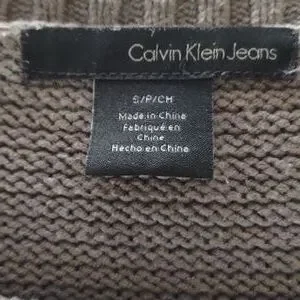 Calvin Klein Jeans
S/P/CH
Made in China
Fabriqué en
Chine
Hecho en China